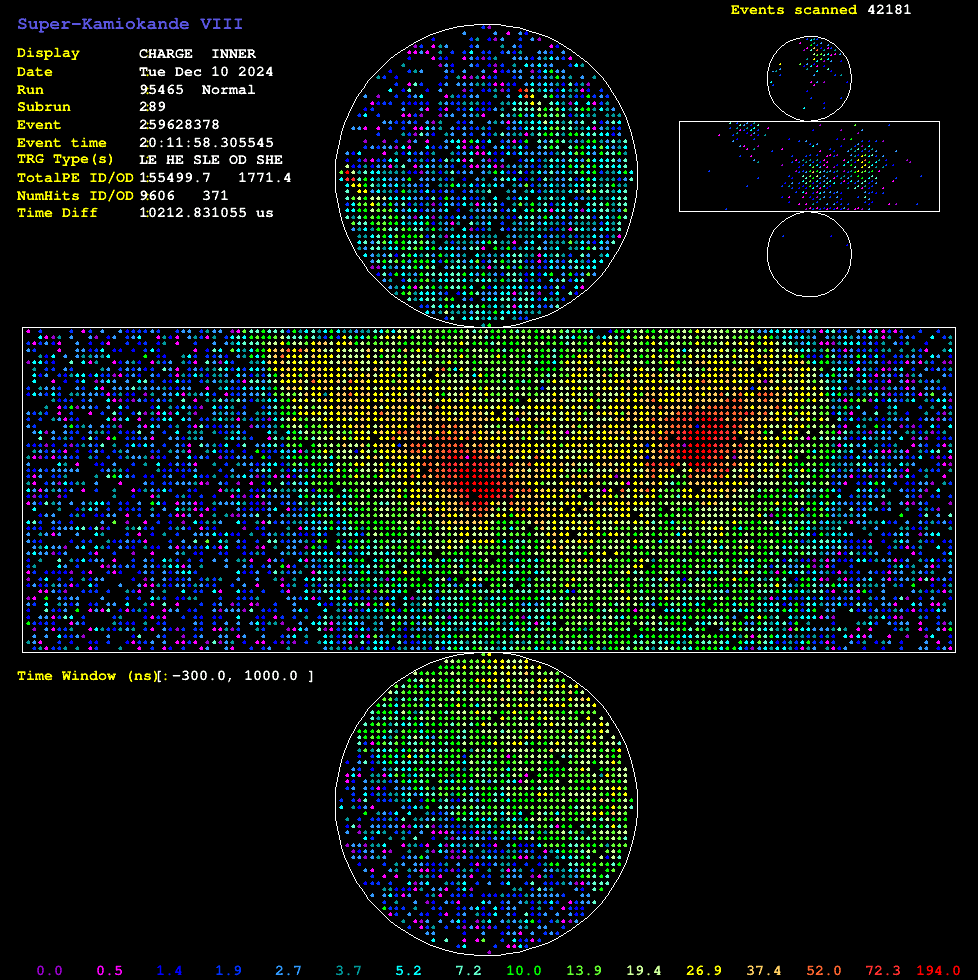 Super-Kamiokande VIII
Events scanned 42181
Display CHARGE INNER
Date Tue Dec 10 2024
Run 95465 Normal
Subrun 289
Event 259628378
Event time 20:11:58.305545
TRG Type(s) LE HE SLE OD SHE
TotalPE ID/OD : 155499.7 1771.4
NumHits ID/OD : 9606 371
Time Diff 10212.831055 us
Time Window (ns): [ -300.0, 1000.0 ]
0.0 0.5 1.4 1.9 2.7 3.7 5.2 7.2 10.0 13.9 19.4 26.9 37.4 52.0 72.3 194.0